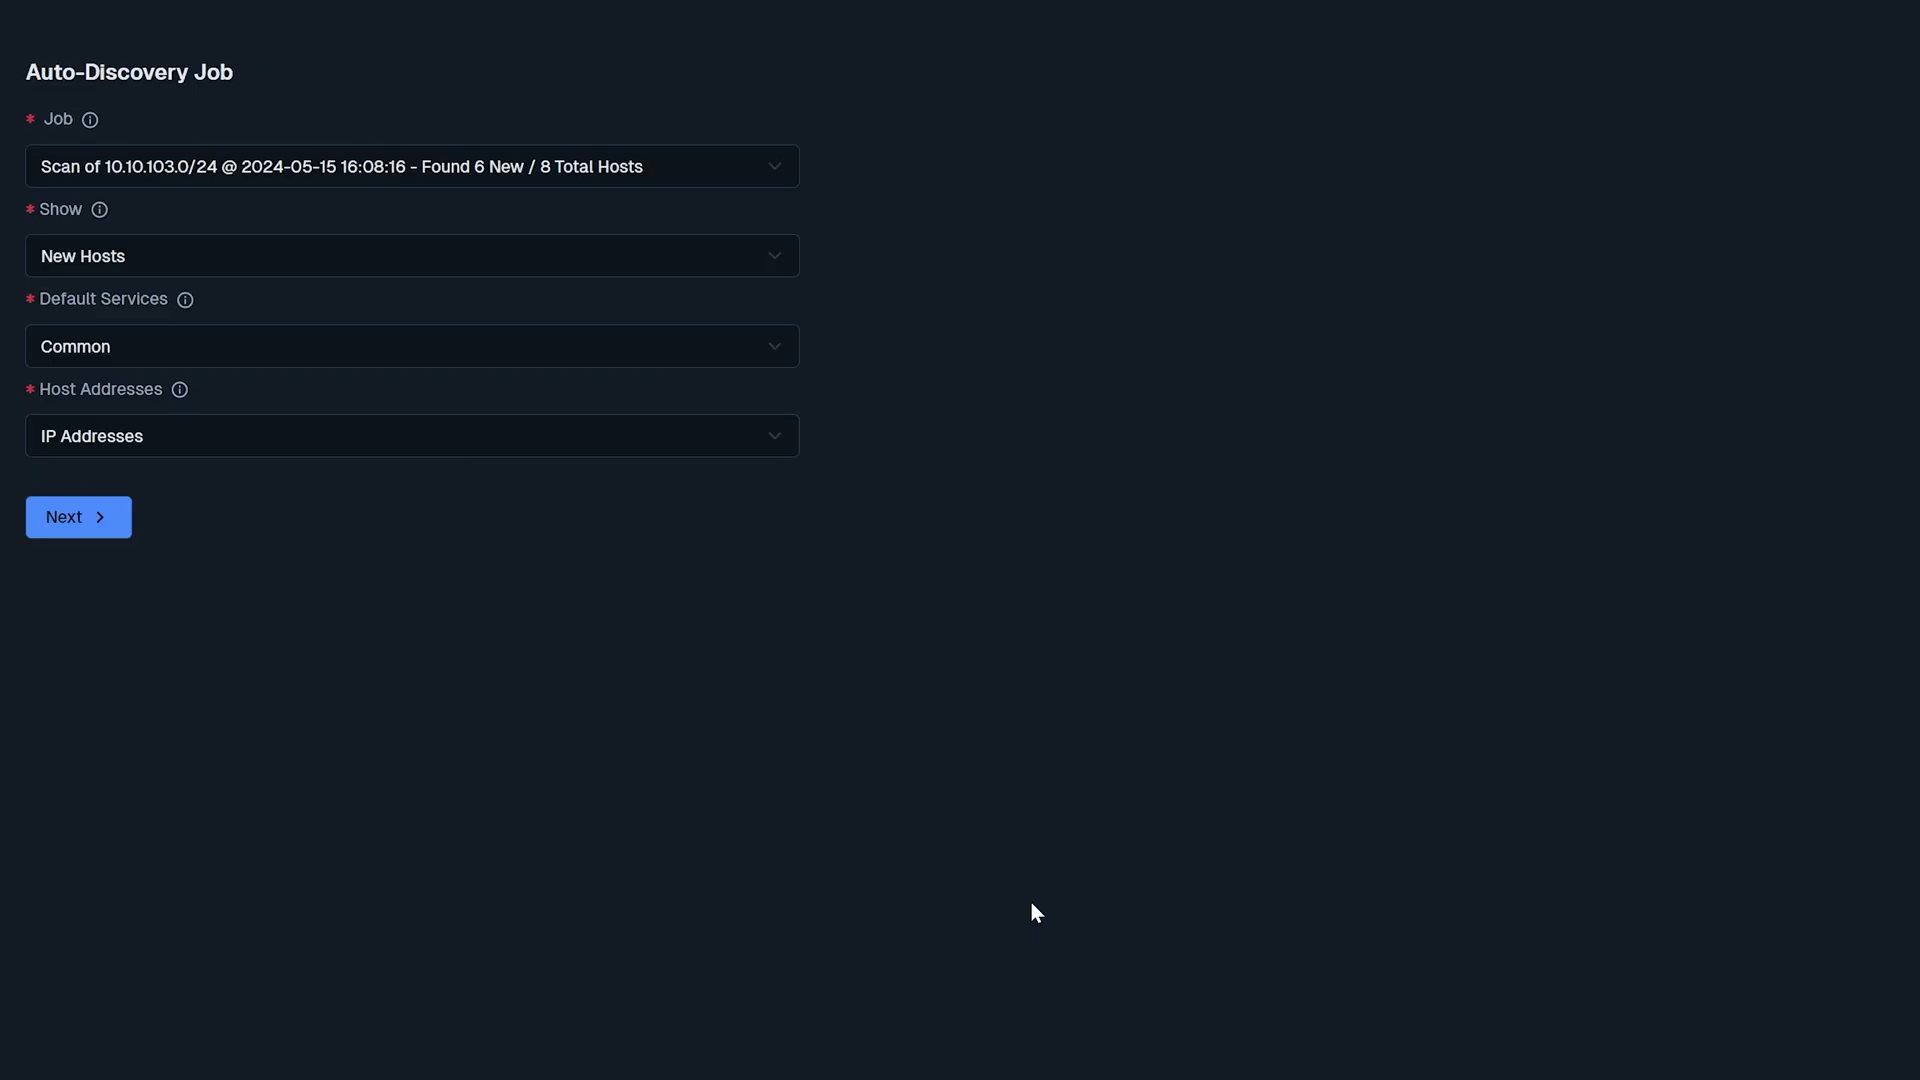 Auto-Discovery Job
* Job
Scan of 10.10.103.0/24 @ 2024-05-15 16:08:16 - Found 6 New / 8 Total Hosts
* Show
New Hosts
* Default Services
Common
* Host Addresses
IP Addresses
Next